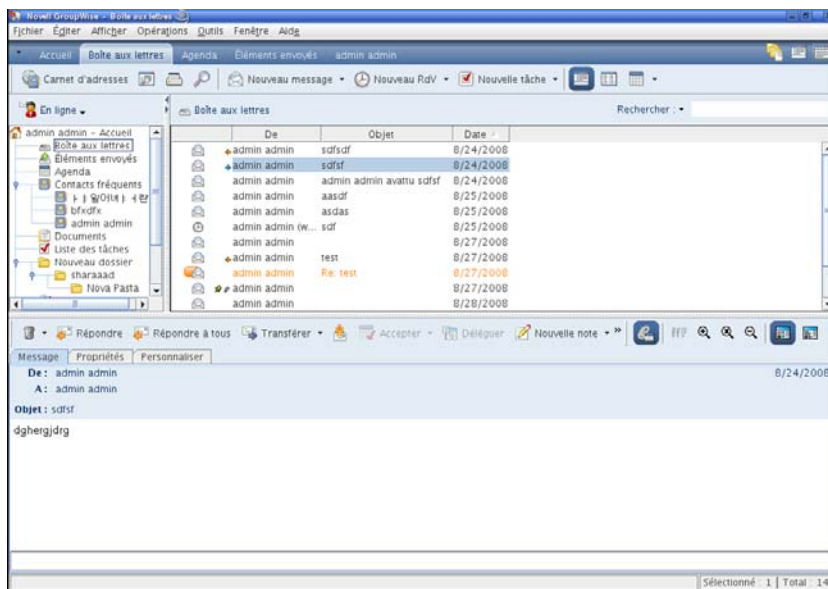 Novell GroupWise - Boîte aux lettres
Fichier Éditer Afficher Opérations Outils Fenêtre Aide
Accueil Boîte aux lettres Agenda Éléments envoyés admin admin
Carnet d'adresses Nouveau message Nouveau RdV Nouvelle tâche
En ligne Boîte aux lettres Rechercher :
admin admin - Accueil
Boîte aux lettres
Éléments envoyés
Agenda
Contacts fréquents
bfxdfx
admin admin
Documents
Liste des tâches
Nouveau dossier
sharaaad
Nova Pasta
De Objet Date
admin admin sdfsdf 8/24/2008
admin admin sdfsf 8/24/2008
admin admin admin admin avattu sdfsf 8/24/2008
admin admin aasdf 8/25/2008
admin admin asdas 8/25/2008
admin admin (w... sdf 8/25/2008
admin admin 8/27/2008
admin admin test 8/27/2008
admin admin Re: test 8/27/2008
admin admin 8/27/2008
admin admin 8/28/2008
Répondre Répondre à tous Transférer Accepter Déléguer Nouvelle note »
Message Propriétés Personnaliser
De : admin admin 8/24/2008
A : admin admin
Objet : sdfsf
dghergjdrg
Sélectionné : 1 Total : 14